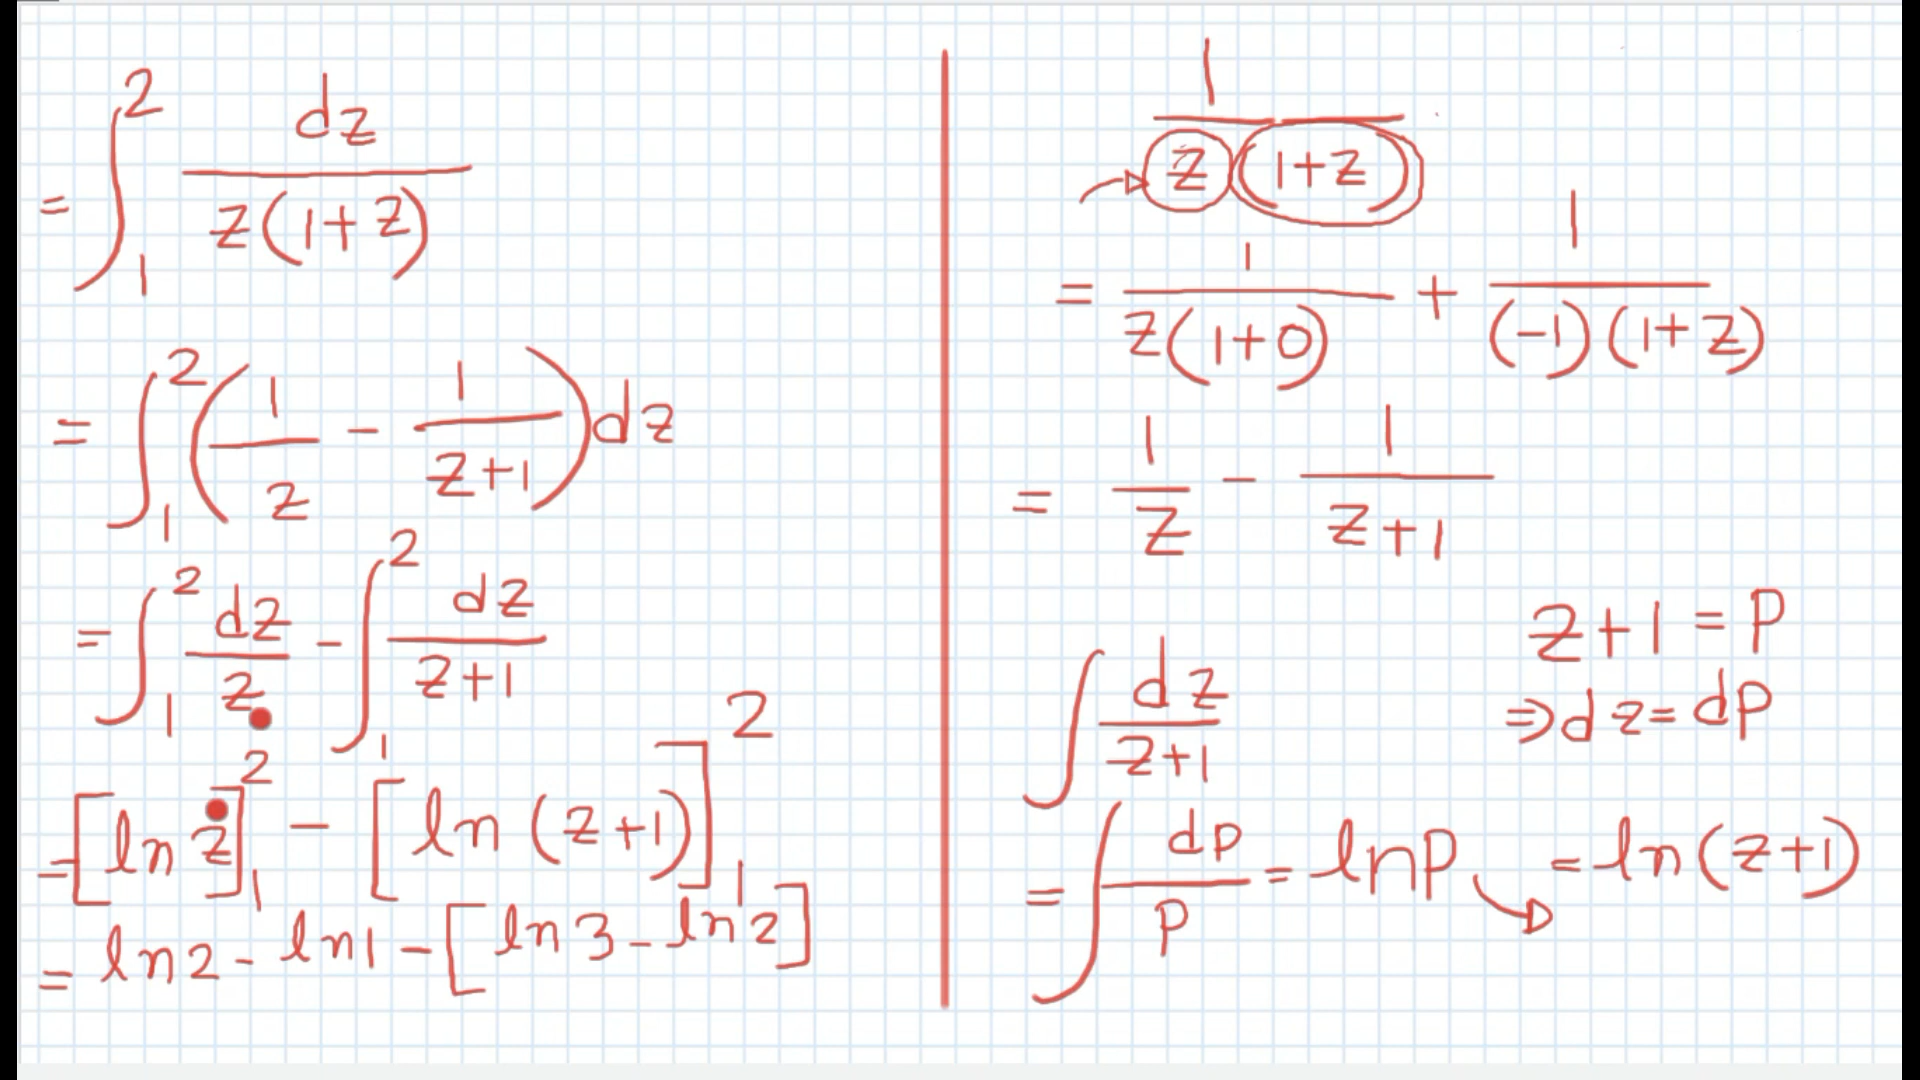 = ∫₁² dz / z(1+z)
= ∫₁² (1/z - 1/(z+1)) dz
= ∫₁² dz/z - ∫₁² dz/(z+1)
= [ln z]₁² - [ln (z+1)]₁²
= ln2 - ln1 - [ln3 - ln2]
1 / z(1+z)
= 1 / z(1+0) + 1 / (-1)(1+z)
= 1/z - 1/(z+1)
z+1 = p
⇒ dz = dp
∫ dz/(z+1)
= ∫ dp/p = lnp = ln(z+1)